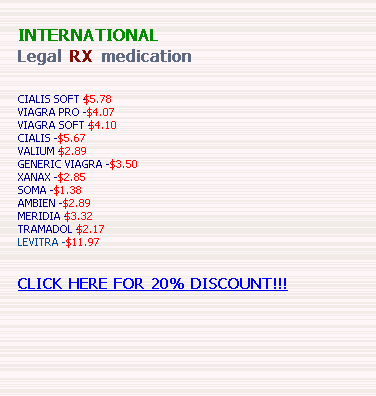 INTERNATIONAL
Legal RX medication
CIALIS SOFT $5.78
VIAGRA PRO -$4.07
VIAGRA SOFT $4.10
CIALIS -$5.67
VALIUM $2.89
GENERIC VIAGRA -$3.50
XANAX -$2.85
SOMA -$1.38
AMBIEN -$2.89
MERIDIA $3.32
TRAMADOL $2.17
LEVITRA -$11.97
CLICK HERE FOR 20% DISCOUNT!!!